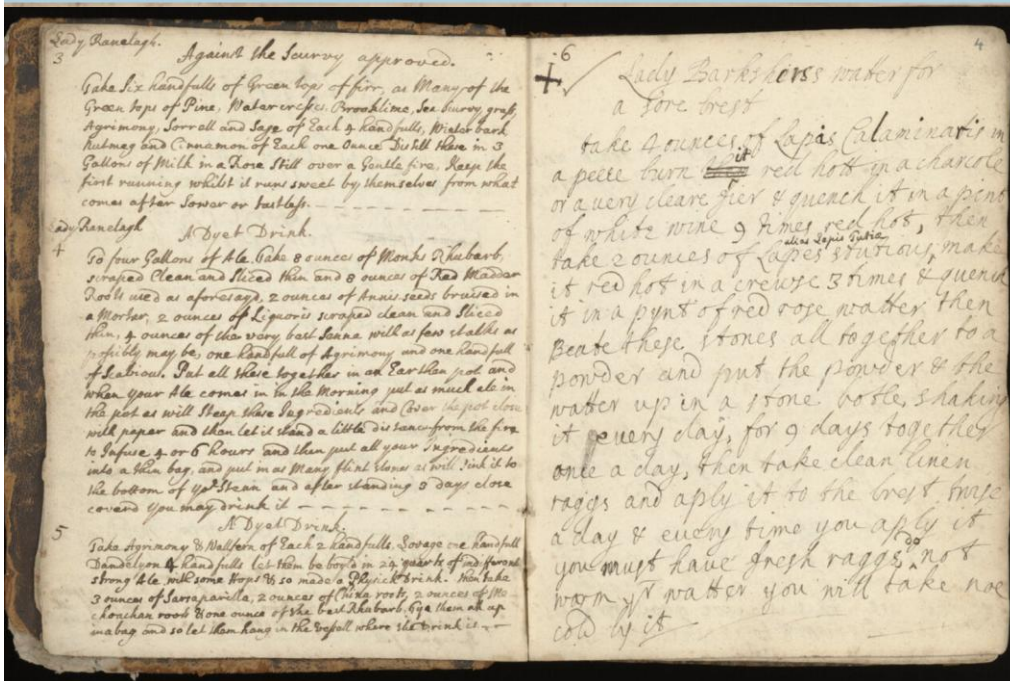 Lady Ranelagh.
3
Against the Scurvy approved.
Take Six handfulls of Green tops of firr, as Many of the
Green tops of Pine, Watercresses, Brooklime, Sea Scurvy grass,
Agrimony, Sorrell and Sage of Each 4 handfulls, Winter bark
Nutmeg and Cinnamon of Each one Ounce Distill these in 3
Gallons of Milk in a Rose Still over a Gentle fire. Keep the
first running whilst it runs sweet by themselves from what
comes after Sower or tastless.
Lady Ranelagh
4
A Dyet Drink.
To four Gallons of Ale Take 8 ounces of Monks Rhubarb,
scraped Clean and Sliced thin and 8 ounces of Red Madder
Roots used as aforesayd, 2 ounces of Annis seeds bruised in
a Morter, 2 ounces of Liquoris scraped clean and Sliced
thin, 4 ounces of the very best Senna with as few stalks as
possibly may be, one handfull of Agrimony and one handfull
of Scabious. Put all these together in an Earthen pot and
when your Ale comes in in the Morning put as much ale in
the pot as will Steep these Ingredients and Cover the pot close
with paper and then let it stand a little distance from the fire
to Infuse 4 or 6 hours and then put all your Ingredients
into a thin bag, and put in as Many flint stones as will sink it to
the bottom of ye Stean and after standing 3 days close
coverd you may drink it
5
A Dyet Drink.
Take Agrimony & Wallfern of Each 2 handfulls, Lovage one handfull
Dandelyon 4 handfulls let them be boyld in 24 quarts of indifferent
strong Ale with some Hops & so made a Physick Drink. then take
3 ounces of Sarsaparilla, 2 ounces of China roots, 2 ounces of Me
choachan roots & one ounce of the best Rhubarb. tye them all up
in a bag and so let them hang in the Vessell where the Drink is.
4
6
Lady Barkshierss watter for
a sore brest
take 4 ounces of Lapis Calaminaris in
a peece burn it red hott in a charcole
or a very cleare fier & quench it in a pint
of white wine 9 times red hot, then
alias Lapis Tutia
take 2 ounces of Lapes make
it red hot in a crewse 3 times & quench
it in a pynt of red rose watter then
Beate these stones all together to a
powder and put the powder & the
watter up in a stone botle, shaking
it every day, for 9 days together
once a day, then take clean linen
raggs and aply it to the brest twise
a day & every time you aply it
you must have fresh raggs, do not
warm ye watter you will take noe
cold by it